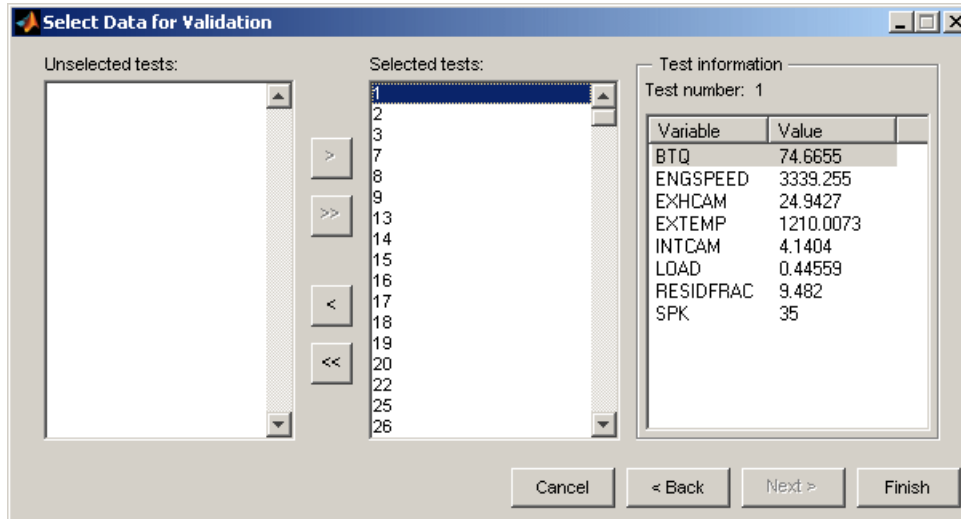 Select Data for Validation
Unselected tests:
Selected tests:
Test information
Test number: 1
>
>>
<
<<
1
2
3
7
8
9
13
14
15
16
17
18
19
20
22
25
26
Variable Value
BTQ 74.6655
ENGSPEED 3339.255
EXHCAM 24.9427
EXTEMP 1210.0073
INTCAM 4.1404
LOAD 0.44559
RESIDFRAC 9.482
SPK 35
Cancel < Back Next > Finish